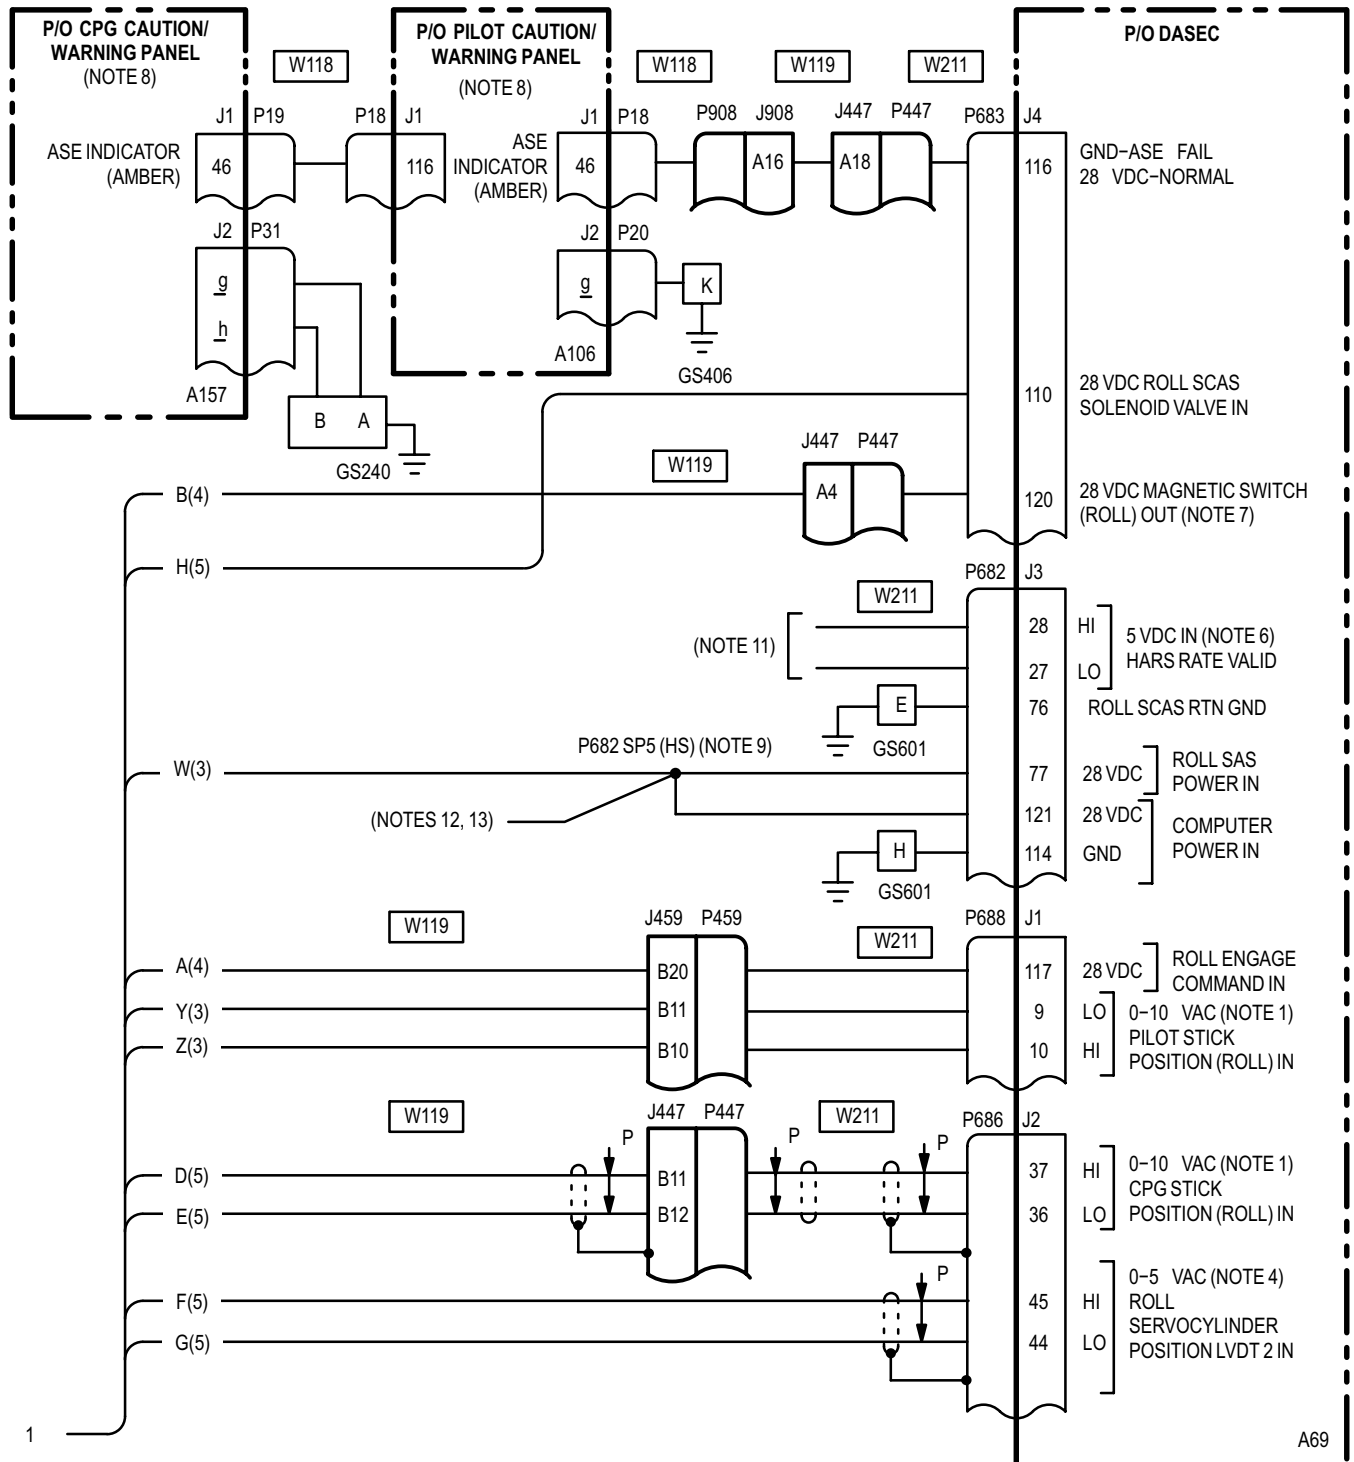 P/O CPG CAUTION/
WARNING PANEL
(NOTE 8)
W118
P/O PILOT CAUTION/
WARNING PANEL
(NOTE 8)
W118
W119
W211
P/O DASEC
J1 P19
P18 J1
J1 P18
P908 J908
J447 P447
P683 J4
ASE INDICATOR
(AMBER)
46
116
ASE
INDICATOR
(AMBER)
46
A16
A18
116
GND−ASE FAIL
28 VDC−NORMAL
J2 P31
g
h
J2 P20
g
K
A106
GS406
A157
B A
GS240
110
28 VDC ROLL SCAS
SOLENOID VALVE IN
W119
J447 P447
B(4)
A4
120
28 VDC MAGNETIC SWITCH
(ROLL) OUT (NOTE 7)
H(5)
P682 J3
W211
(NOTE 11)
28 HI
27 LO
5 VDC IN (NOTE 6)
HARS RATE VALID
E
GS601
76 ROLL SCAS RTN GND
P682 SP5 (HS) (NOTE 9)
W(3)
77 28 VDC
ROLL SAS
POWER IN
(NOTES 12, 13)
121 28 VDC
COMPUTER
POWER IN
H
GS601
114 GND
W119
J459 P459
W211
P688 J1
A(4)
B20
117 28 VDC
ROLL ENGAGE
COMMAND IN
Y(3)
B11
9 LO
Z(3)
B10
10 HI
0−10 VAC (NOTE 1)
PILOT STICK
POSITION (ROLL) IN
W119
J447 P447
W211
P686 J2
P
P
P
D(5)
B11
37 HI
E(5)
B12
36 LO
0−10 VAC (NOTE 1)
CPG STICK
POSITION (ROLL) IN
P
F(5)
45 HI
G(5)
44 LO
0−5 VAC (NOTE 4)
ROLL
SERVOCYLINDER
POSITION LVDT 2 IN
1
A69